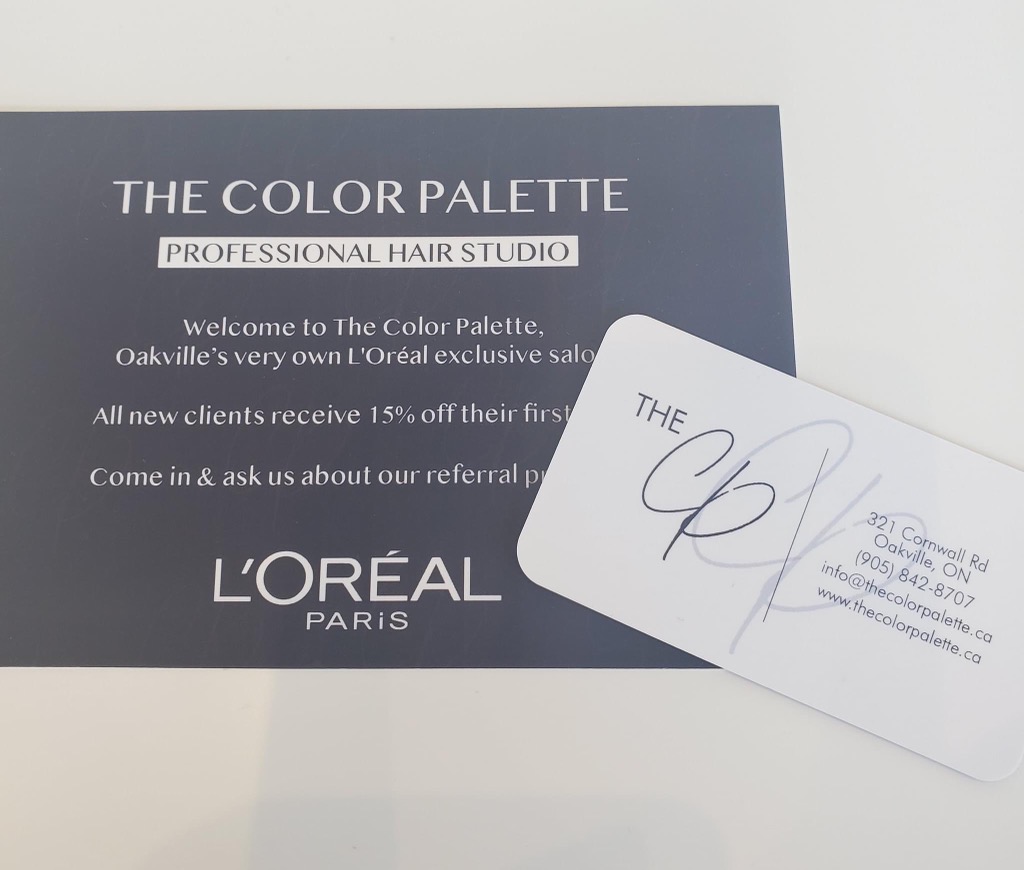 THE COLOR PALETTE
PROFESSIONAL HAIR STUDIO
Welcome to The Color Palette,
Oakville's very own L'Oréal exclusive
All new clients receive 15% off their first
Come in & ask us about our referral
L'ORÉAL
PARiS
THE
cp
321 Cornwall Rd
Oakville, ON
(905) 842-8707
info@thecolorpalette.ca
www.thecolorpalette.ca